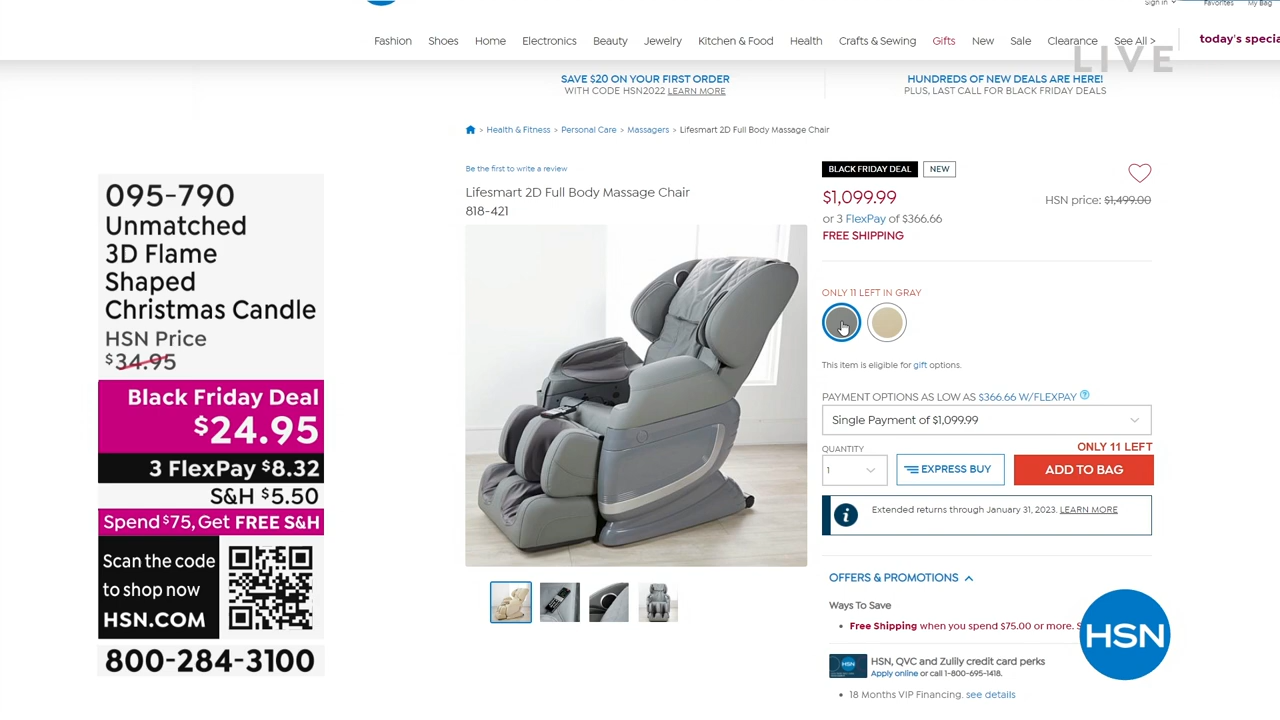 Sign In
Favorites
My Bag
Fashion
Shoes
Home
Electronics
Beauty
Jewelry
Kitchen & Food
Health
Crafts & Sewing
Gifts
New
Sale
Clearance
See All >
today's specia
LIVE
SAVE $20 ON YOUR FIRST ORDER
WITH CODE HSN2022 LEARN MORE
HUNDREDS OF NEW DEALS ARE HERE!
PLUS, LAST CALL FOR BLACK FRIDAY DEALS
> Health & Fitness > Personal Care > Massagers > Lifesmart 2D Full Body Massage Chair
095-790
Unmatched
3D Flame
Shaped
Christmas Candle
HSN Price
$34.95
Black Friday Deal
$24.95
3 FlexPay $8.32
S&H $5.50
Spend $75, Get FREE S&H
Scan the code
to shop now
HSN.COM
800-284-3100
Be the first to write a review
Lifesmart 2D Full Body Massage Chair
818-421
BLACK FRIDAY DEAL
NEW
$1,099.99
HSN price: $1,499.00
or 3 FlexPay of $366.66
FREE SHIPPING
ONLY 11 LEFT IN GRAY
This item is eligible for gift options.
PAYMENT OPTIONS AS LOW AS $366.66 W/FLEXPAY ?
Single Payment of $1,099.99
ONLY 11 LEFT
QUANTITY
1
EXPRESS BUY
ADD TO BAG
Extended returns through January 31, 2023. LEARN MORE
OFFERS & PROMOTIONS
Ways To Save
• Free Shipping when you spend $75.00 or more. S
HSN
HSN, QVC and Zulily credit card perks
Apply online or call 1-800-695-1418.
• 18 Months VIP Financing. see details
HSN